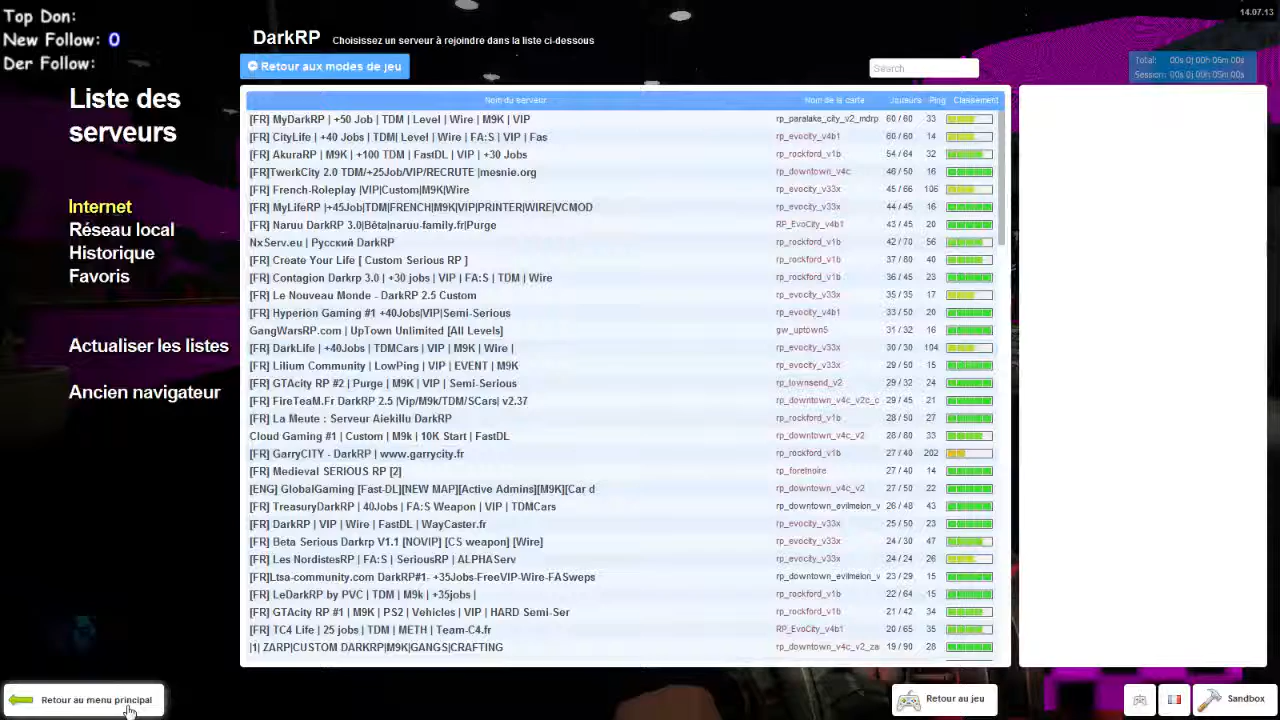 Top Don:
New Follow: 0
Der Follow:
14.07.13
DarkRP Choisissez un serveur à rejoindre dans la liste ci-dessous
Retour aux modes de jeu
Search
Total: 00s 0j 00h 05m 00s
Session: 00s 0j 00h 05m 00s
Liste des
serveurs
Internet
Réseau local
Historique
Favoris
Actualiser les listes
Ancien navigateur
Nom du serveur Nom de la carte Joueurs Ping Classement
[FR] MyDarkRP | +50 Job | TDM | Level | Wire | M9K | VIP rp_paralake_city_v2_mdrp 60 / 60 33
[FR] CityLife | +40 Jobs | TDM| Level | Wire | FA:S | VIP | Fas rp_evocity_v4b1 60 / 60 14
[FR] AkuraRP | M9K | +100 TDM | FastDL | VIP | +30 Jobs rp_rockford_v1b 54 / 64 32
[FR] TwerkCity 2.0 TDM/+25Job/VIP/RECRUTE |mesnie.org rp_downtown_v4c 46 / 50 16
[FR] French-Roleplay |VIP|Custom|M9K|Wire rp_evocity_v33x 45 / 66 106
[FR] MyLifeRP |+45Job|TDM|FRENCH|M9K|VIP|PRINTER|WIRE|VCMOD rp_evocity_v33x 44 / 45 16
[FR] Naruu DarkRP 3.0|Bêta|naruu-family.fr|Purge RP_EvoCity_v4b1 43 / 45 20
NxServ.eu | Русский DarkRP rp_rockford_v1b 42 / 70 56
[FR] Create Your Life [ Custom Serious RP ] rp_rockford_v1b 37 / 80 40
[FR] Contagion Darkrp 3.0 | +30 jobs | VIP | FA:S | TDM | Wire rp_rockford_v1b 36 / 45 23
[FR] Le Nouveau Monde - DarkRP 2.5 Custom rp_evocity_v33x 35 / 35 17
[FR] Hyperion Gaming #1 +40Jobs|VIP|Semi-Serious rp_evocity_v4b1 33 / 50 20
GangWarsRP.com | UpTown Unlimited [All Levels] gw_uptown5 31 / 32 16
[FR] DarkLife | +40Jobs | TDMCars | VIP | M9K | Wire | rp_evocity_v33x 30 / 30 104
[FR] Lilium Community | LowPing | VIP | EVENT | M9K rp_evocity_v33x 29 / 50 15
[FR] GTAcity RP #2 | Purge | M9K | VIP | Semi-Serious rp_townsend_v2 29 / 32 24
[FR] FireTeaM.Fr DarkRP 2.5 |Vip/M9k/TDM/SCars| v2.37 rp_downtown_v4c_v2c_c 29 / 45 21
[FR] La Meute : Serveur Aiekillu DarkRP rp_rockford_v1b 28 / 50 27
Cloud Gaming #1 | Custom | M9k | 10K Start | FastDL rp_downtown_v4c_v2 28 / 80 33
[FR] GarryCITY - DarkRP | www.garrycity.fr rp_rockford_v1b 27 / 40 202
[FR] Medieval SERIOUS RP [2] rp_foretnoire 27 / 40 14
[ENG] GlobalGaming [Fast-DL][NEW MAP][Active Admins][M9K][Car d rp_downtown_v4c_v2 27 / 50 22
[FR] TreasuryDarkRP | 40Jobs | FA:S Weapon | VIP | TDMCars rp_downtown_evilmelon_v 26 / 48 43
[FR] DarkRP | VIP | Wire | FastDL | WayCaster.fr rp_evocity_v33x 25 / 50 23
[FR] Beta Serious Darkrp V1.1 [NOVIP] [CS weapon] [Wire] rp_evocity_v33x 24 / 30 47
[FR] Les NordistesRP | FA:S | SeriousRP | ALPHAServ rp_evocity_v33x 24 / 24 26
[FR]Ltsa-community.com DarkRP#1- +35Jobs-FreeVIP-Wire-FASweps rp_downtown_evilmelon_v 23 / 29 15
[FR] LeDarkRP by PVC | TDM | M9k | +35jobs | rp_rockford_v1b 22 / 64 15
[FR] GTAcity RP #1 | M9K | PS2 | Vehicles | VIP | HARD Semi-Ser rp_rockford_v1b 21 / 42 34
[FR] TC4 Life | 25 jobs | TDM | METH | Team-C4.fr RP_EvoCity_v4b1 20 / 65 35
|1| ZARP|CUSTOM DARKRP|M9K|GANGS|CRAFTING rp_downtown_v4c_v2_za 19 / 90 28
Retour au menu principal
Retour au jeu
Sandbox